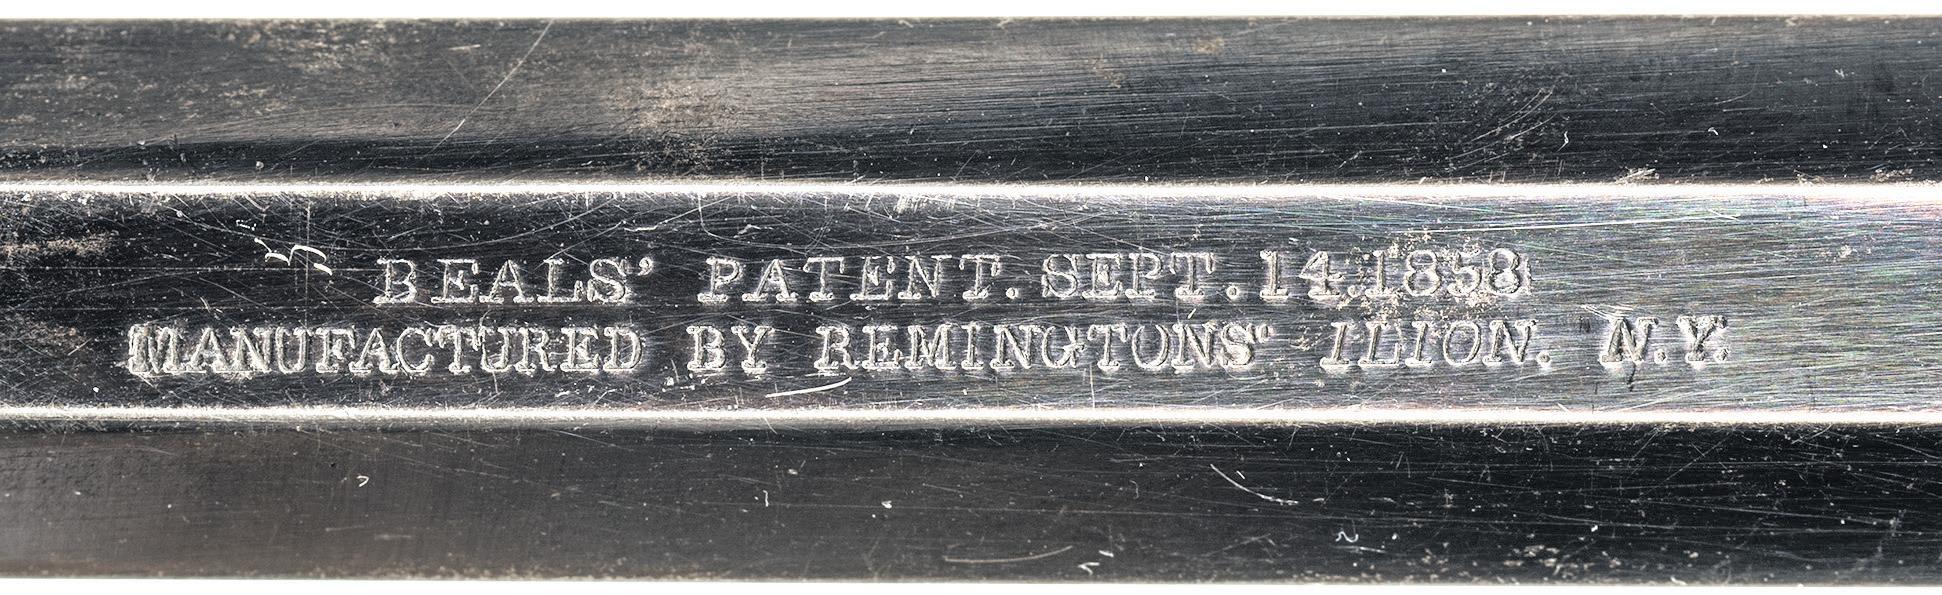 BEALS' PATENT. SEPT. 14. 1858
MANUFACTURED BY REMINGTONS' ILION. N.Y.